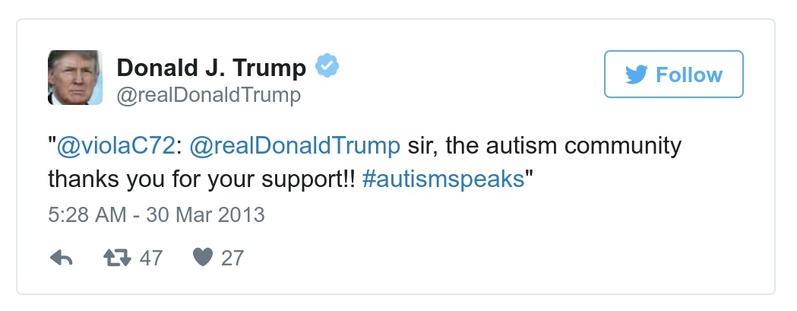 Donald J. Trump
Follow
@realDonaldTrump
"@violaC72: @realDonaldTrump sir, the autism community
thanks you for your support!! #autismspeaks"
5:28 AM - 30 Mar 2013
47 27